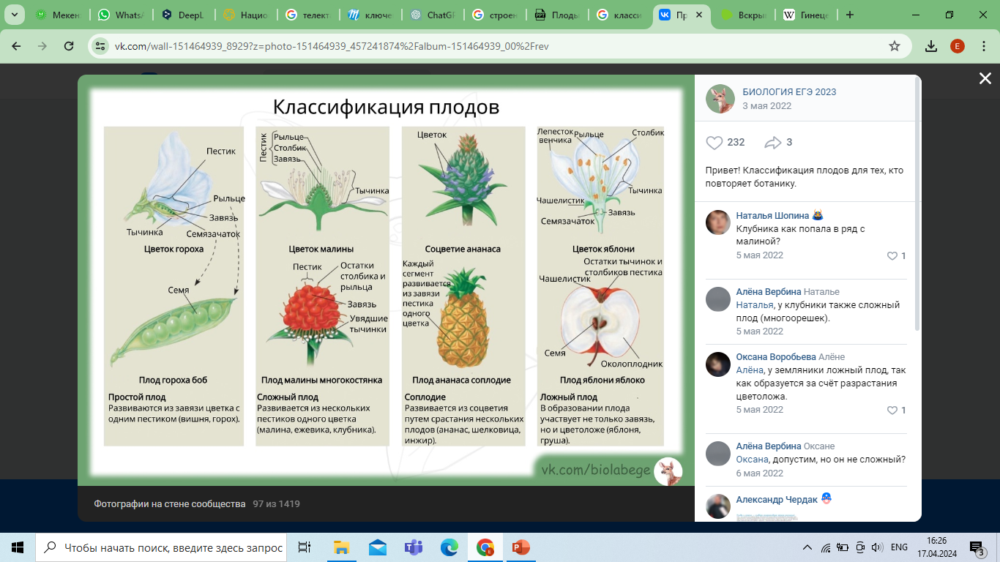 Мекен
WhatsA
DeepL
Нацио
телект
ключе
ChatGF
строен
Плоды
класси
Пр
Вскры
Гинеце
vk.com/wall-151464939_8929?z=photo-151464939_457241874%2Falbum-151464939_00%2Frev
E
Классификация плодов
Пестик
Рыльце
Завязь
Тычинка
Семязачаток
Цветок гороха
Семя
Плод гороха боб
Простой плод
Развиваются из завязи цветка с
одним пестиком (вишня, горох).
Пестик
Рыльце
Столбик
Завязь
Тычинка
Цветок малины
Пестик
Остатки
столбика и
рыльца
Завязь
Увядшие
тычинки
Плод малины многокостянка
Сложный плод
Развивается из нескольких
пестиков одного цветка
(малина, ежевика, клубника).
Цветок
Соцветие ананаса
Каждый
сегмент
развивается
из завязи
пестика
одного
цветка
Плод ананаса соплодие
Соплодие
Развивается из соцветия
путем срастания нескольких
плодов (ананас, шелковица,
инжир).
Лепесток
венчика
Рыльце
Столбик
Тычинка
Чашелистик
Завязь
Семязачаток
Цветок яблони
Остатки тычинок и
столбиков пестика
Чашелистик
Семя
Околоплодник
Плод яблони яблоко
Ложный плод
В образовании плода
участвует не только завязь,
но и цветоложе (яблоня,
груша).
vk.com/biolabege
Фотографии на стене сообщества 97 из 1419
БИОЛОГИЯ ЕГЭ 2023
3 мая 2022
232
3
Привет! Классификация плодов для тех, кто
повторяет ботанику.
Наталья Шопина
Клубника как попала в ряд с
малиной?
5 мая 2022
1
Алёна Вербина Наталье
Наталья, у клубники также сложный
плод (многоорешек).
5 мая 2022
Оксана Воробьева Алёне
Алёна, у земляники ложный плод, так
как образуется за счёт разрастания
цветоложа.
5 мая 2022
1
Алёна Вербина Оксане
Оксана, допустим, но он не сложный?
6 мая 2022
Александр Чердак
Чтобы начать поиск, введите здесь запрос
ENG
16:26
17.04.2024
3